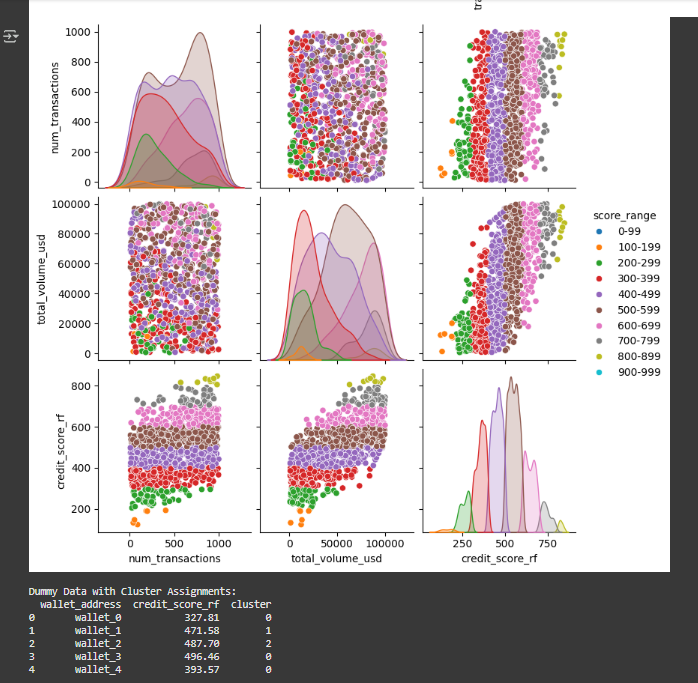 1000
800
600
400
200
0
num_transactions
100000
80000
60000
40000
20000
0
total_volume_usd
800
600
400
200
credit_score_rf
0 500 1000
num_transactions
0 50000 100000
total_volume_usd
250 500 750
credit_score_rf
score_range
0-99
100-199
200-299
300-399
400-499
500-599
600-699
700-799
800-899
900-999
Dummy Data with Cluster Assignments:
wallet_address credit_score_rf cluster
0 wallet_0 327.81 0
1 wallet_1 471.58 1
2 wallet_2 487.70 2
3 wallet_3 496.46 0
4 wallet_4 393.57 0